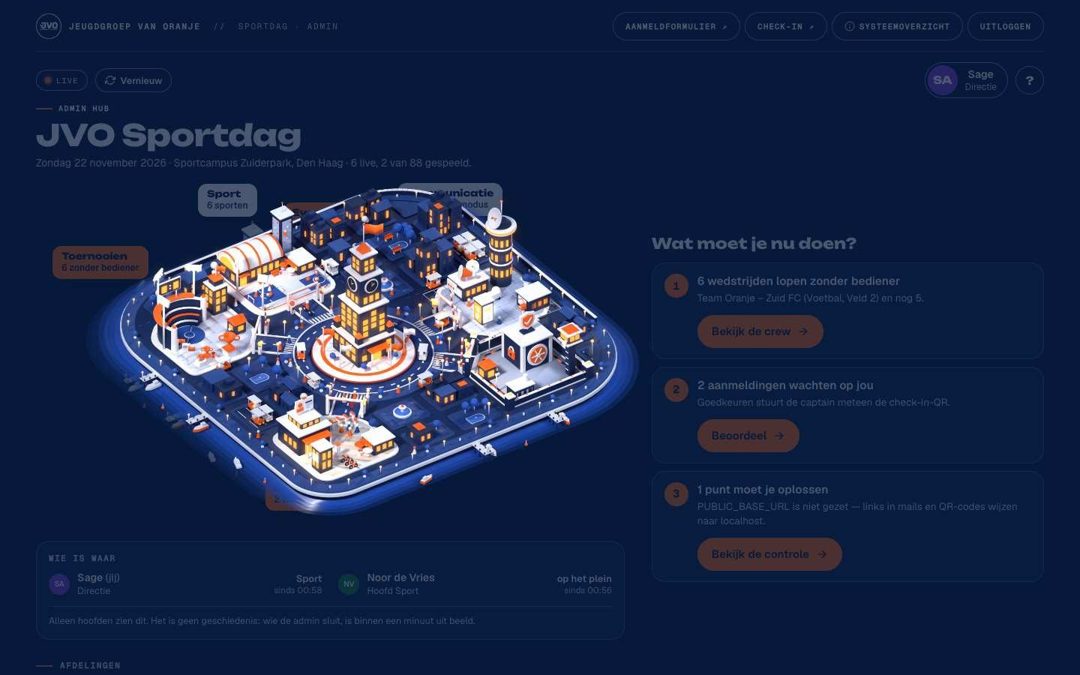 JVO JEUGDGROEP VAN ORANJE // SPORTDAG · ADMIN
AANMELDFORMULIER ↗ CHECK-IN ↗ SYSTEEMOVERZICHT UITLOGGEN
LIVE Vernieuw
SA Sage
Directie
?
ADMIN HUB
JVO Sportdag
Zondag 22 november 2026 · Sportcampus Zuiderpark, Den Haag · 6 live, 2 van 88 gespeeld.
Sport
6 sporten
Toernooien
6 zonder bediener
Wat moet je nu doen?
1 6 wedstrijden lopen zonder bediener
Team Oranje – Zuid FC (Voetbal, Veld 2) en nog 5.
Bekijk de crew →
2 2 aanmeldingen wachten op jou
Goedkeuren stuurt de captain meteen de check-in-QR.
Beoordeel →
3 1 punt moet je oplossen
PUBLIC_BASE_URL is niet gezet — links in mails en QR-codes wijzen
naar localhost.
Bekijk de controle →
WIE IS WAAR
SA Sage (jij)
Directie
Sport
sinds 00:58
NV Noor de Vries
Hoofd Sport
op het plein
sinds 00:56
Alleen hoofden zien dit. Het is geen geschiedenis: wie de admin sluit, is binnen een minuut uit beeld.
AFDELINGEN